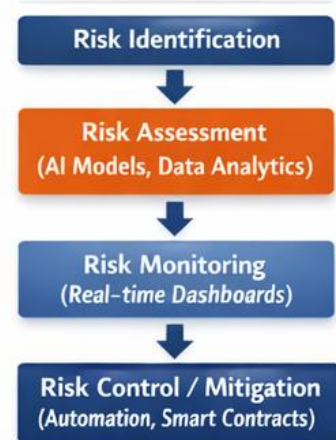 Risk Identification
Risk Assessment
(AI Models, Data Analytics)
Risk Monitoring
(Real-time Dashboards)
Risk Control / Mitigation
(Automation, Smart Contracts)